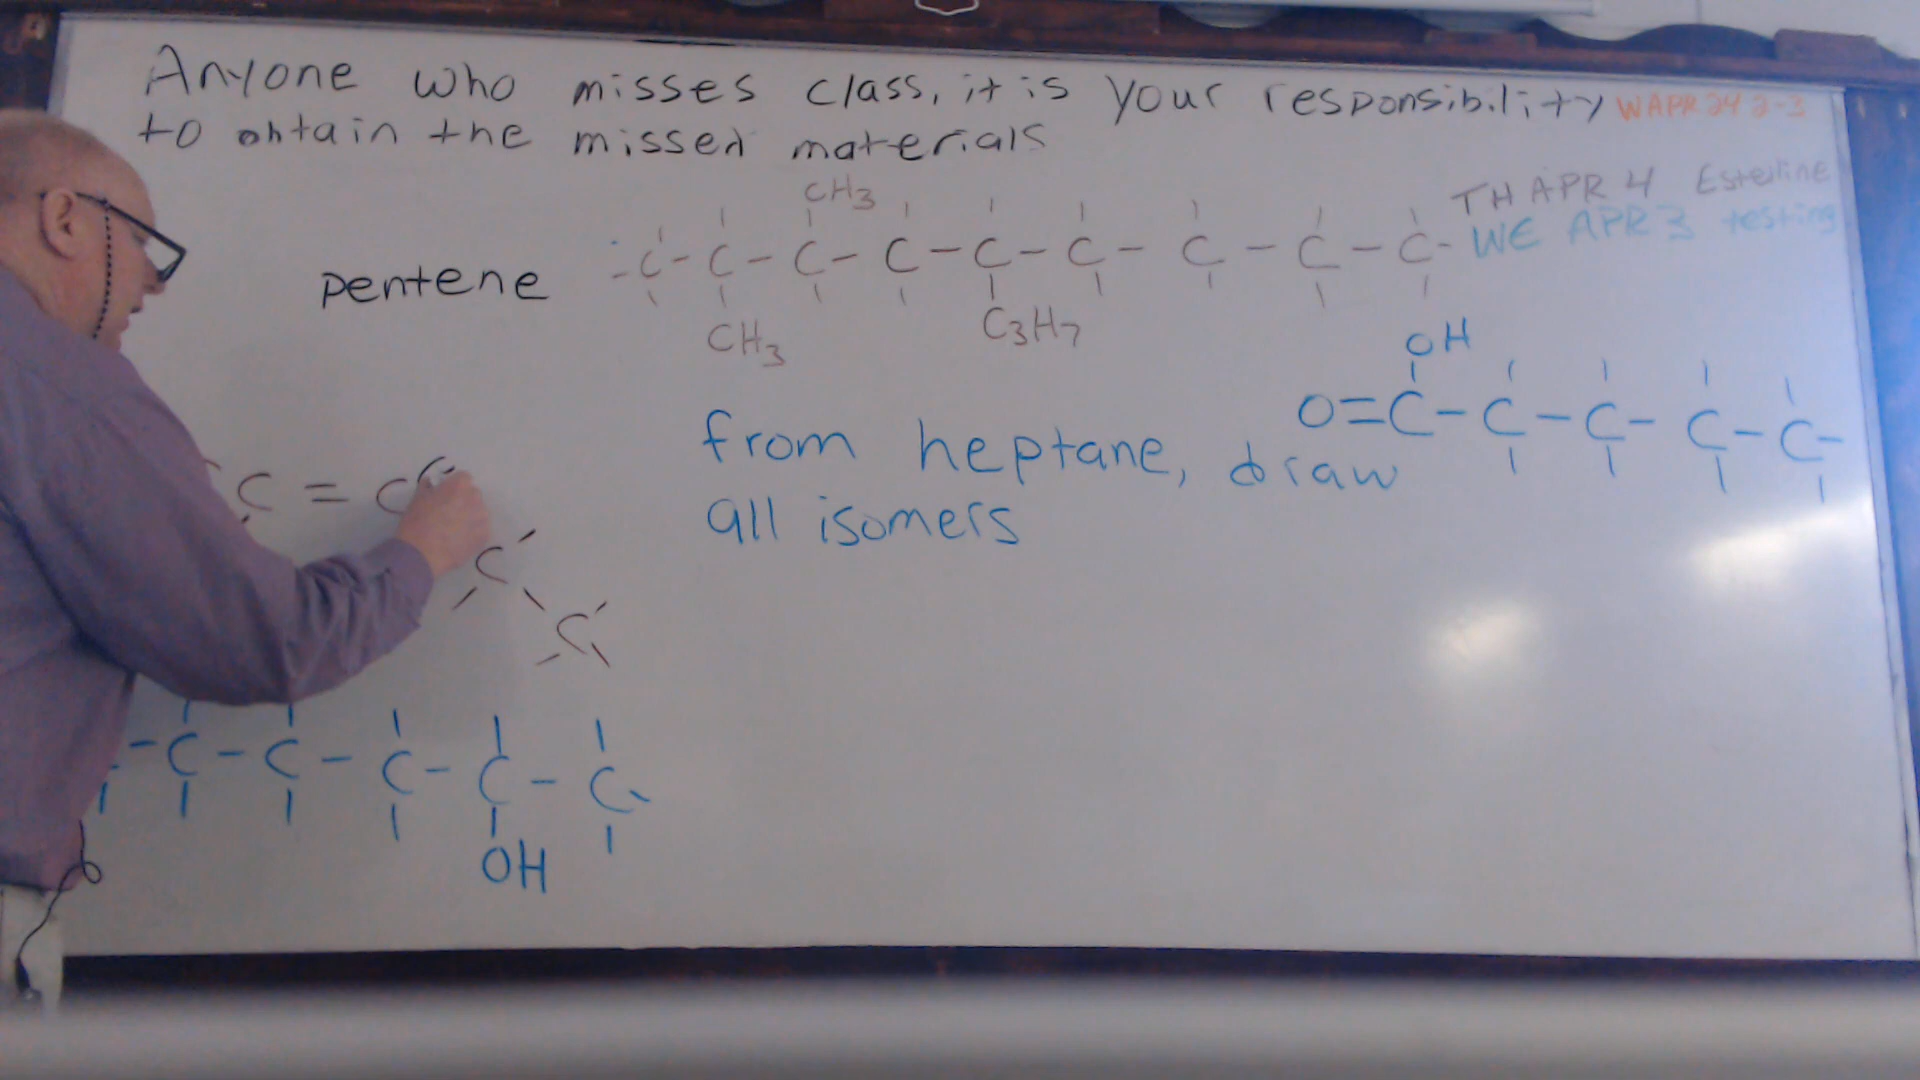 Anyone who misses class, it is your responsibility WAPR 24 2-3
to obtain the missed materials
TH APR 4 Esterline
WE APR 3 testing
CH3
-C-C-C-C-C-C-C-C-C-
CH3 C3H7
pentene
OH
O=C-C-C-C-C-
from heptane, draw
all isomers
C=C
C
C
-C-C-C-C-C-
OH